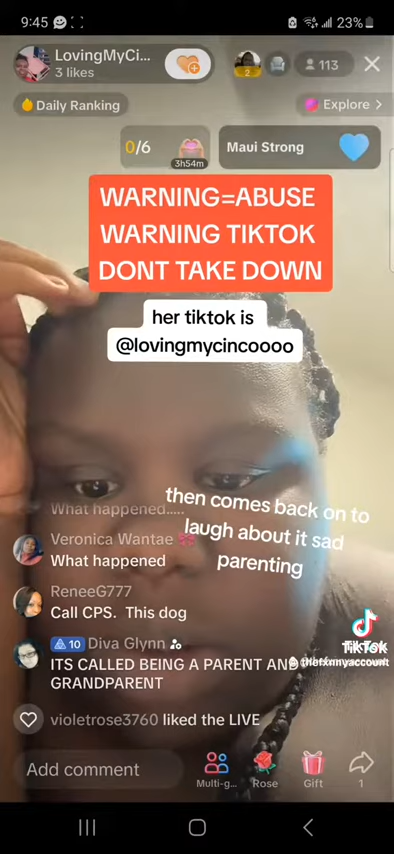 9:45
23%
LovingMyCi...
3 likes
2
113
Daily Ranking
Explore >
0/6
3h54m
Maui Strong
WARNING=ABUSE
WARNING TIKTOK
DONT TAKE DOWN
her tiktok is
@lovingmycincoooo
What happened.....
then comes back on to
laugh about it sad
parenting
Veronica Wantae
What happened
ReneeG777
Call CPS. This dog
10 Diva Glynn
ITS CALLED BEING A PARENT AND
GRANDPARENT
TikTok
violetrose3760 liked the LIVE
Add comment
Multi-g...
Rose
Gift
1